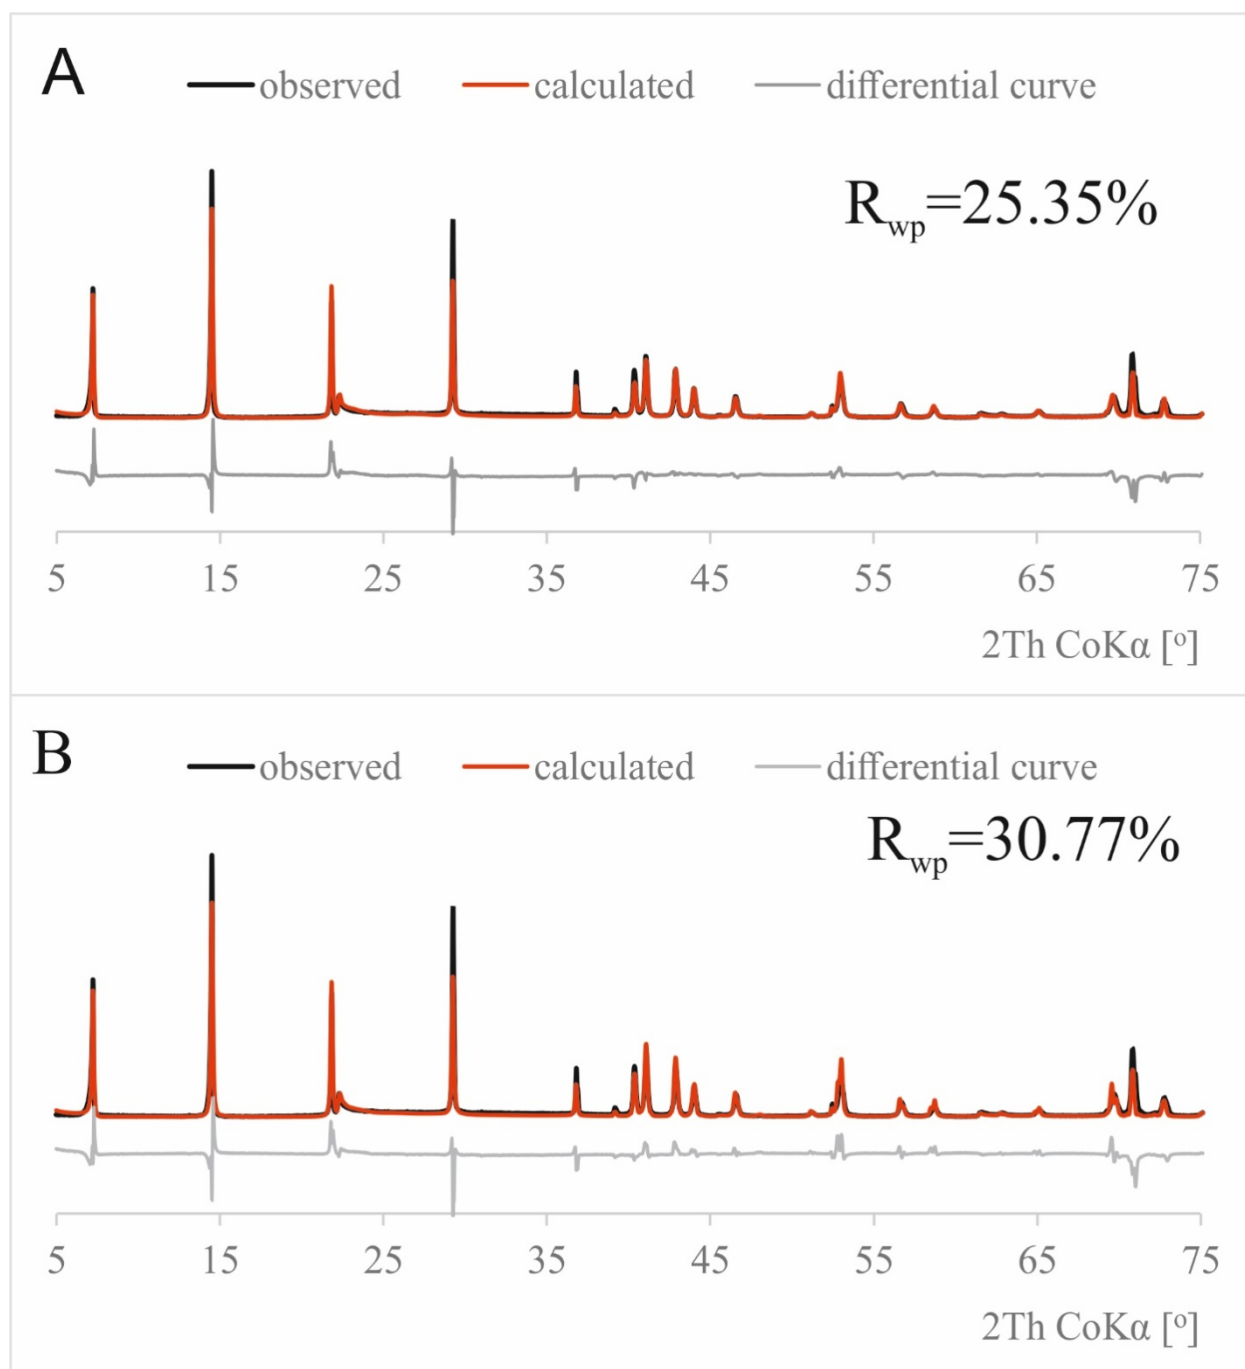 A
observed calculated differential curve
Rwp=25.35%
5 15 25 35 45 55 65 75
2Th CoKα [º]
B
observed calculated differential curve
Rwp=30.77%
5 15 25 35 45 55 65 75
2Th CoKα [º]